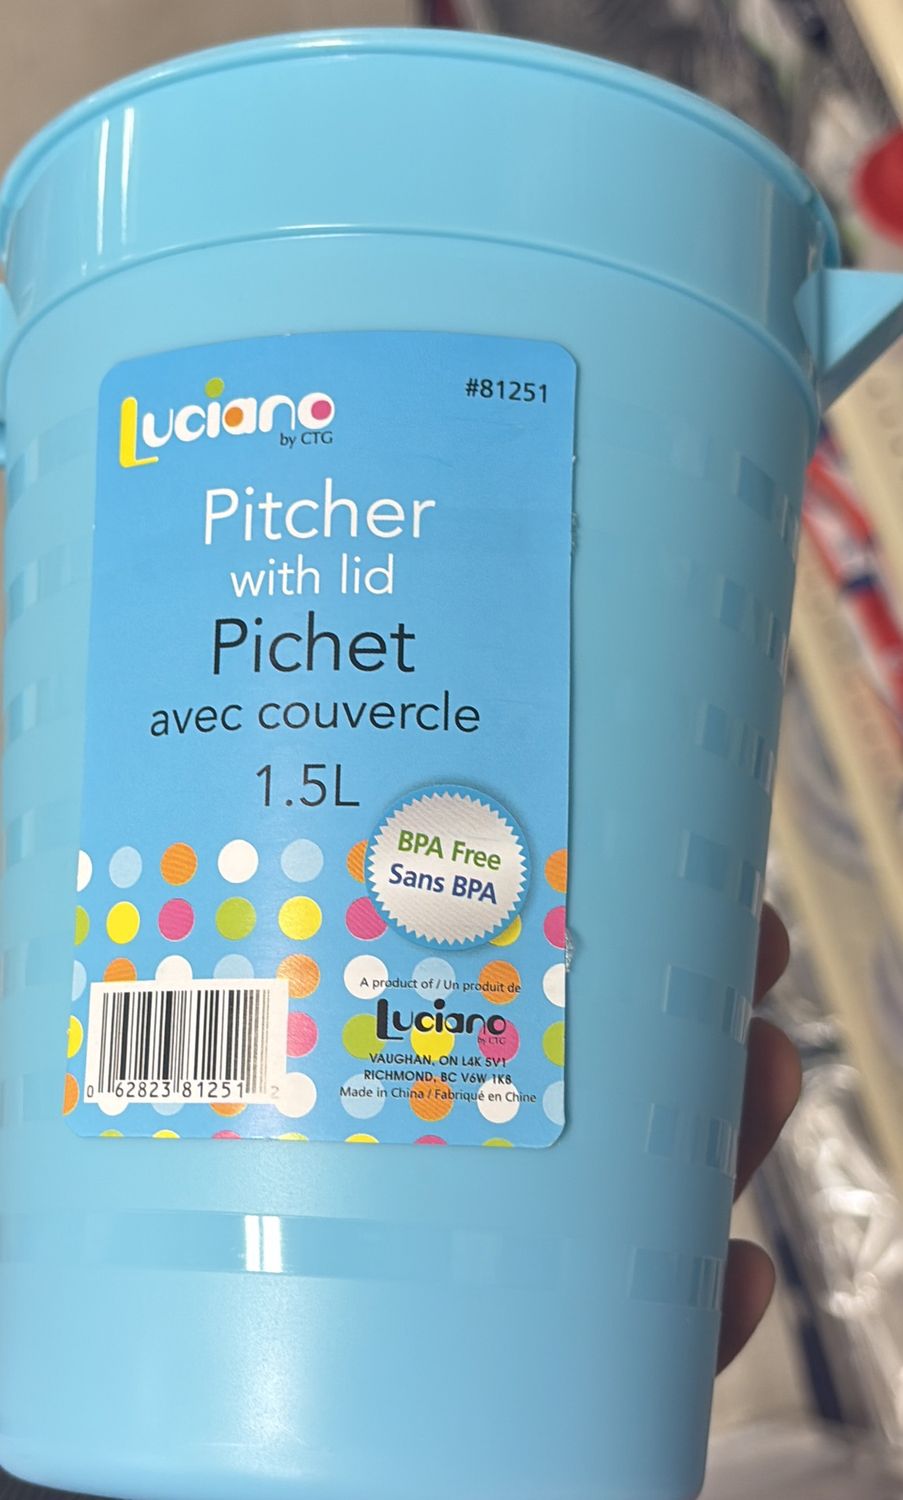 Luciano
by CTG
#81251
Pitcher
with lid
Pichet
avec couvercle
1.5L
BPA Free
Sans BPA
A product of / Un produit de
Luciano
by CTG
VAUGHAN, ON L4K 5V1
RICHMOND, BC V6W 1K8
Made in China / Fabriqué en Chine
0 62823 81251 2